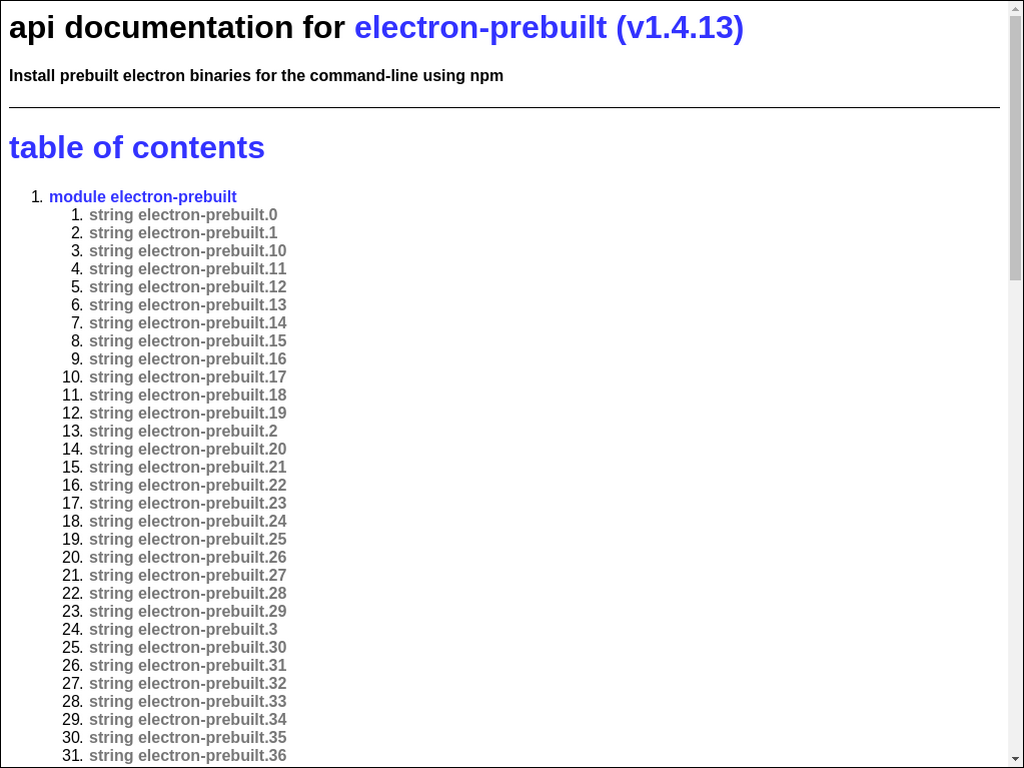 api documentation for electron-prebuilt (v1.4.13)
Install prebuilt electron binaries for the command-line using npm
table of contents
1. module electron-prebuilt
1. string electron-prebuilt.0
2. string electron-prebuilt.1
3. string electron-prebuilt.10
4. string electron-prebuilt.11
5. string electron-prebuilt.12
6. string electron-prebuilt.13
7. string electron-prebuilt.14
8. string electron-prebuilt.15
9. string electron-prebuilt.16
10. string electron-prebuilt.17
11. string electron-prebuilt.18
12. string electron-prebuilt.19
13. string electron-prebuilt.2
14. string electron-prebuilt.20
15. string electron-prebuilt.21
16. string electron-prebuilt.22
17. string electron-prebuilt.23
18. string electron-prebuilt.24
19. string electron-prebuilt.25
20. string electron-prebuilt.26
21. string electron-prebuilt.27
22. string electron-prebuilt.28
23. string electron-prebuilt.29
24. string electron-prebuilt.3
25. string electron-prebuilt.30
26. string electron-prebuilt.31
27. string electron-prebuilt.32
28. string electron-prebuilt.33
29. string electron-prebuilt.34
30. string electron-prebuilt.35
31. string electron-prebuilt.36